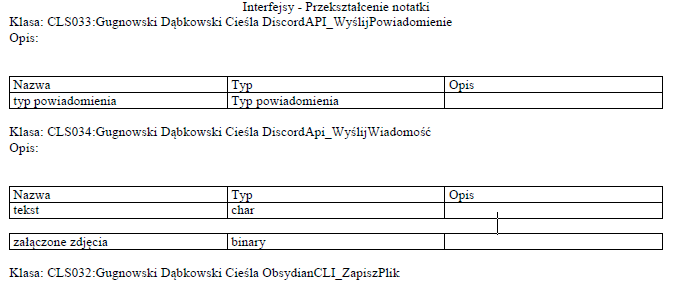 Interfejsy - Przekształcenie notatki
Klasa: CLS033:Gugnowski Dąbkowski Cieśla DiscordAPI_WyślijPowiadomienie
Opis:
Nazwa Typ Opis
typ powiadomienia Typ powiadomienia
Klasa: CLS034:Gugnowski Dąbkowski Cieśla DiscordApi_WyślijWiadomość
Opis:
Nazwa Typ Opis
tekst char
załączone zdjęcia binary
Klasa: CLS032:Gugnowski Dąbkowski Cieśla ObsydianCLI_ZapiszPlik